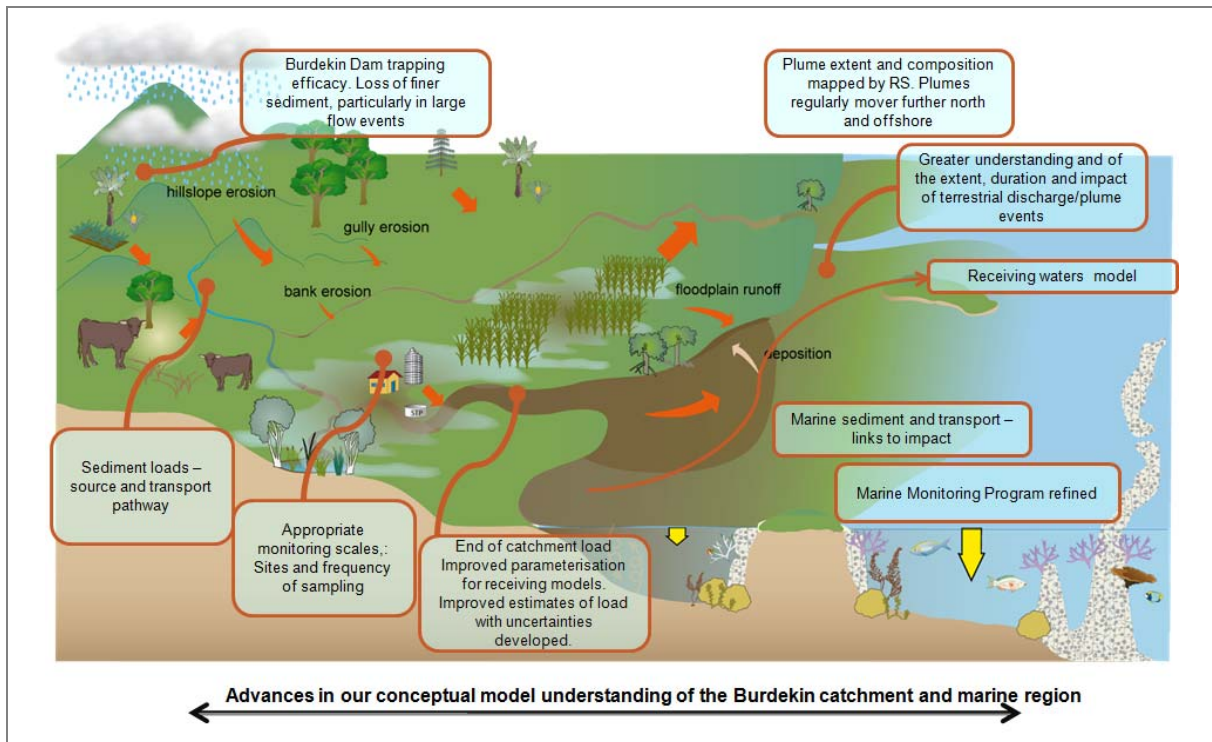 Burdekin Dam trapping
efficacy. Loss of finer
sediment, particularly in large
flow events
Plume extent and composition
mapped by RS. Plumes
regularly mover further north
and offshore
Greater understanding and of
the extent, duration and impact
of terrestrial discharge/plume
events
hillslope erosion
gully erosion
bank erosion
floodplain runoff
Receiving waters model
deposition
STP
Marine sediment and transport –
links to impact
Sediment loads –
source and transport
pathway
Marine Monitoring Program refined
Appropriate
monitoring scales,:
Sites and frequency
of sampling
End of catchment load
Improved parameterisation
for receiving models.
Improved estimates of load
with uncertainties
developed.
Advances in our conceptual model understanding of the Burdekin catchment and marine region